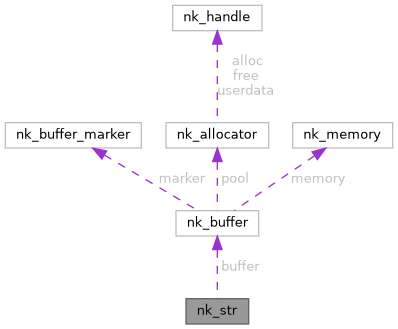 nk_handle
alloc
free
userdata
nk_buffer_marker
nk_allocator
nk_memory
marker
pool
memory
nk_buffer
buffer
nk_str